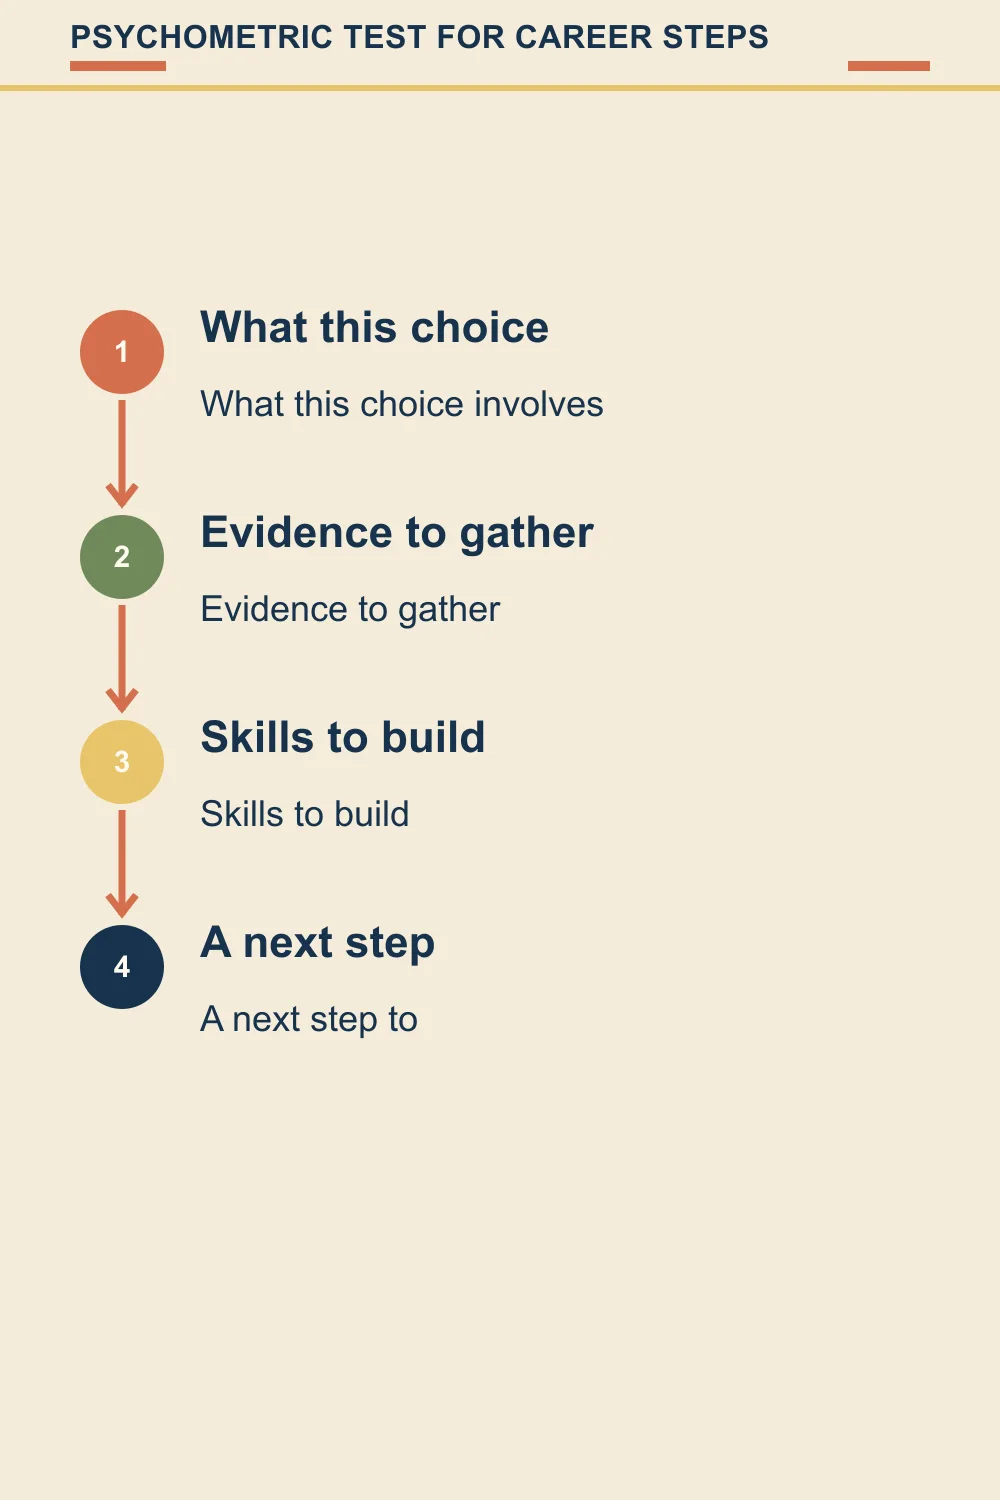 PSYCHOMETRIC TEST FOR CAREER STEPS
1
What this choice
What this choice involves
2
Evidence to gather
Evidence to gather
3
Skills to build
Skills to build
4
A next step
A next step to